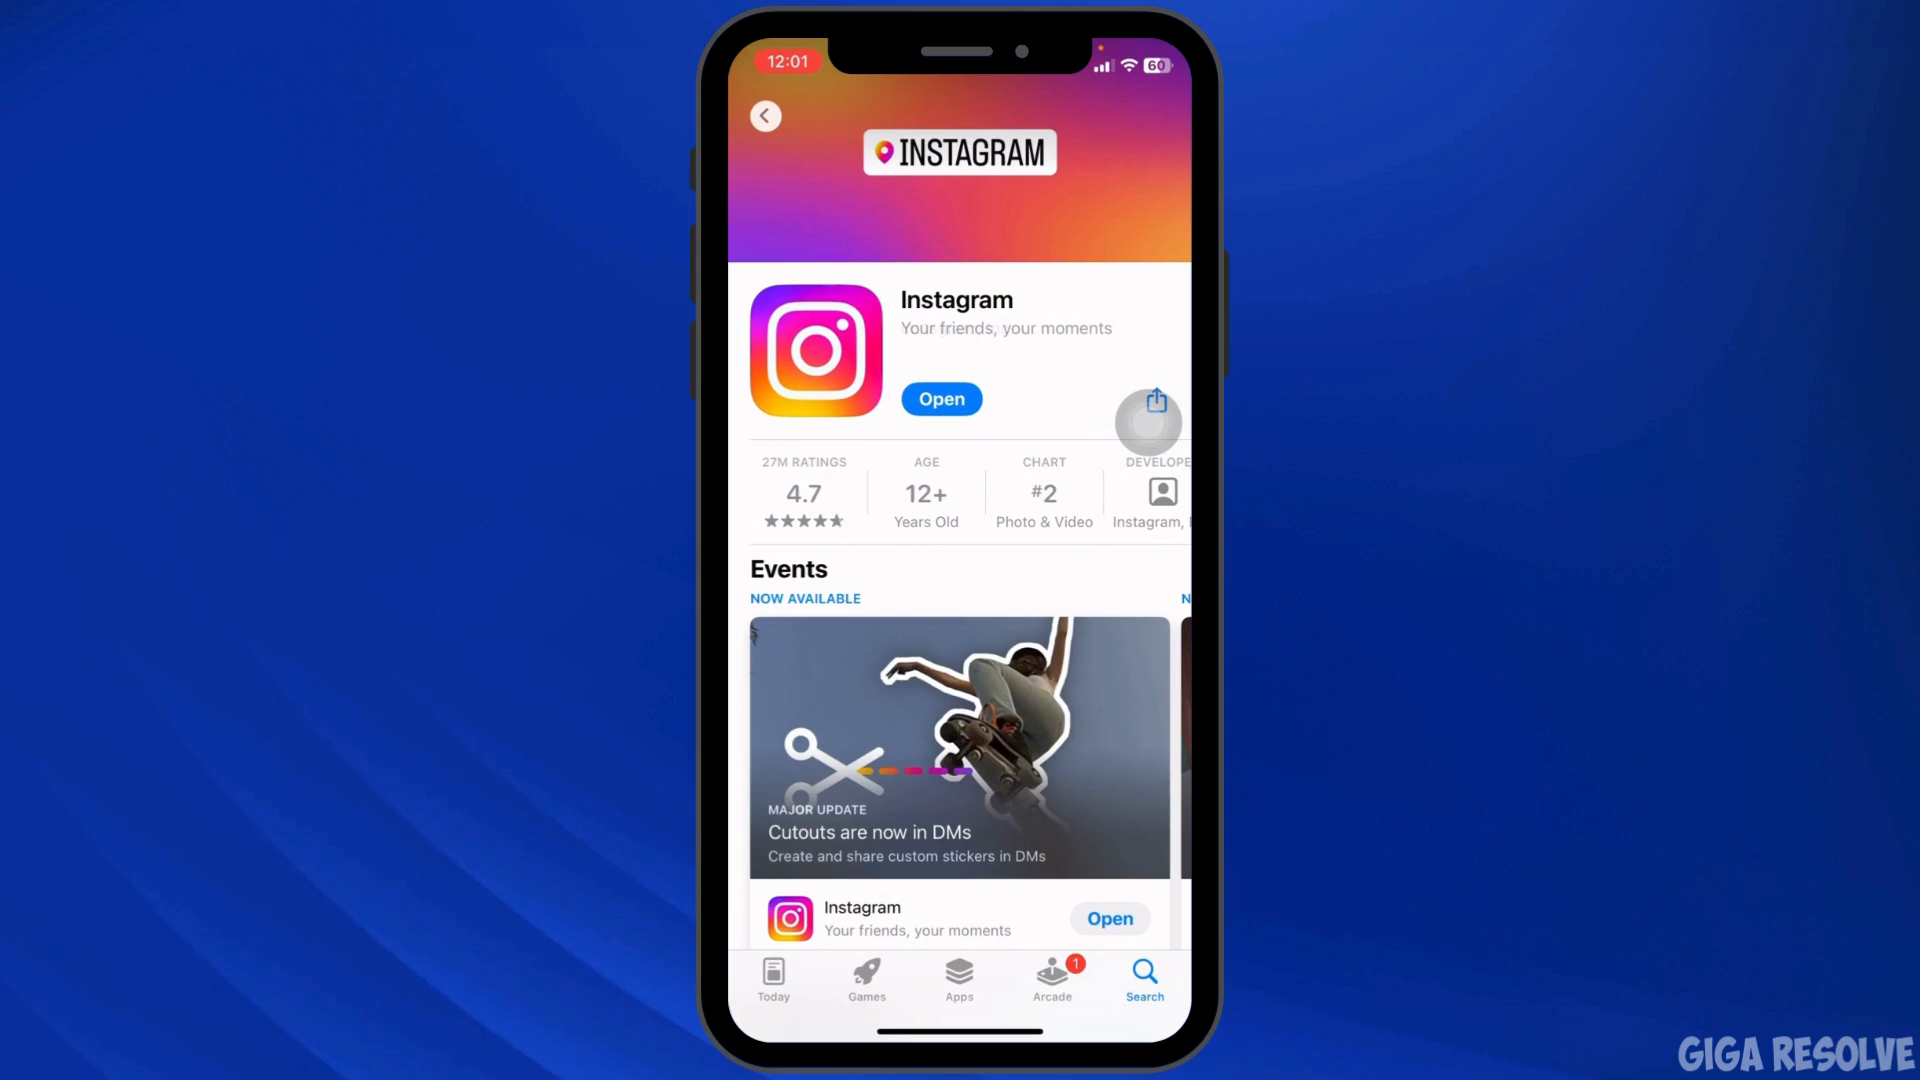 12:01
60
INSTAGRAM
Instagram
Your friends, your moments
Open
27M RATINGS
AGE
CHART
DEVELOPE
4.7
12+
#2
Years Old
Photo & Video
Instagram,
Events
NOW AVAILABLE
N
MAJOR UPDATE
Cutouts are now in DMs
Create and share custom stickers in DMs
Instagram
Your friends, your moments
Open
1
Today
Games
Apps
Arcade
Search
GIGA RESOLVE